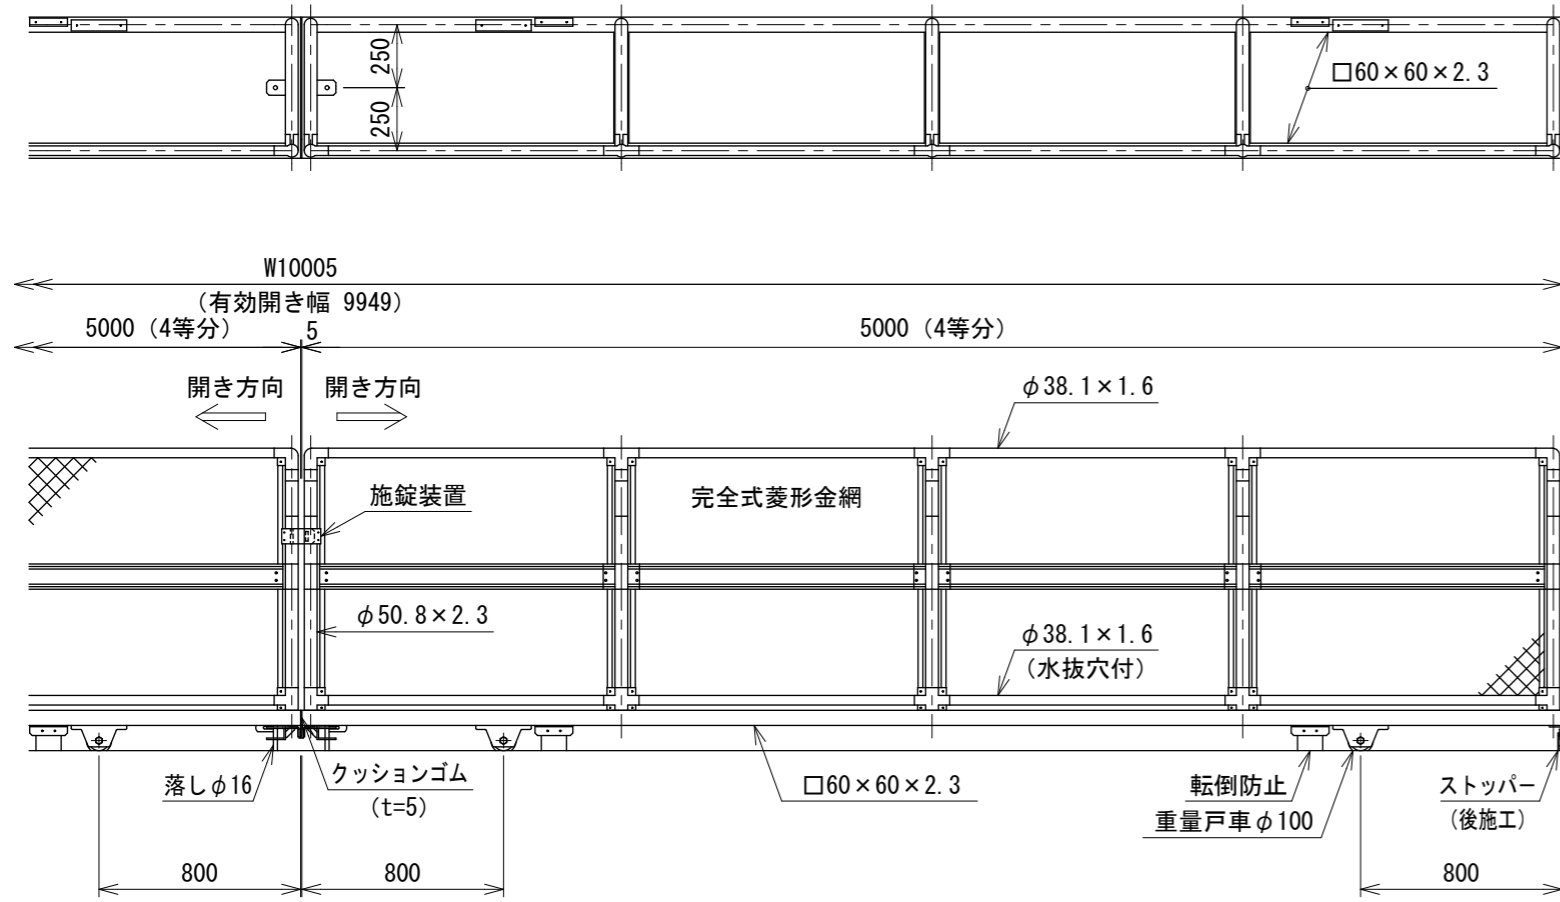 250
250
□60×60×2.3
W10005
(有効開き幅 9949)
5000 (4等分)
5
5000 (4等分)
開き方向
開き方向
φ38.1×1.6
施錠装置
完全式菱形金網
φ50.8×2.3
φ38.1×1.6
(水抜穴付)
落しφ16
クッションゴム
(t=5)
□60×60×2.3
転倒防止
重量戸車φ100
ストッパー
(後施工)
800
800
800